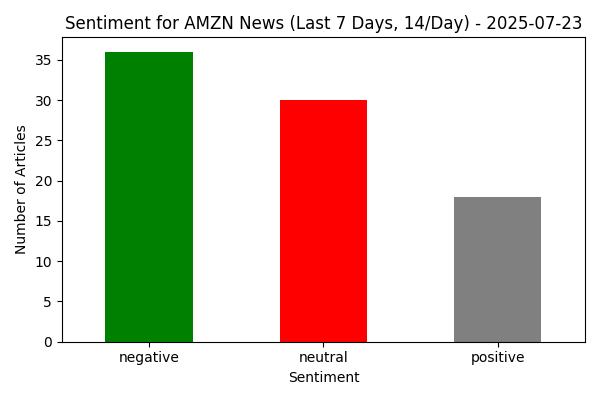 Sentiment for AMZN News (Last 7 Days, 14/Day) - 2025-07-23
Number of Articles
35
30
25
20
15
10
5
0
negative neutral positive
Sentiment